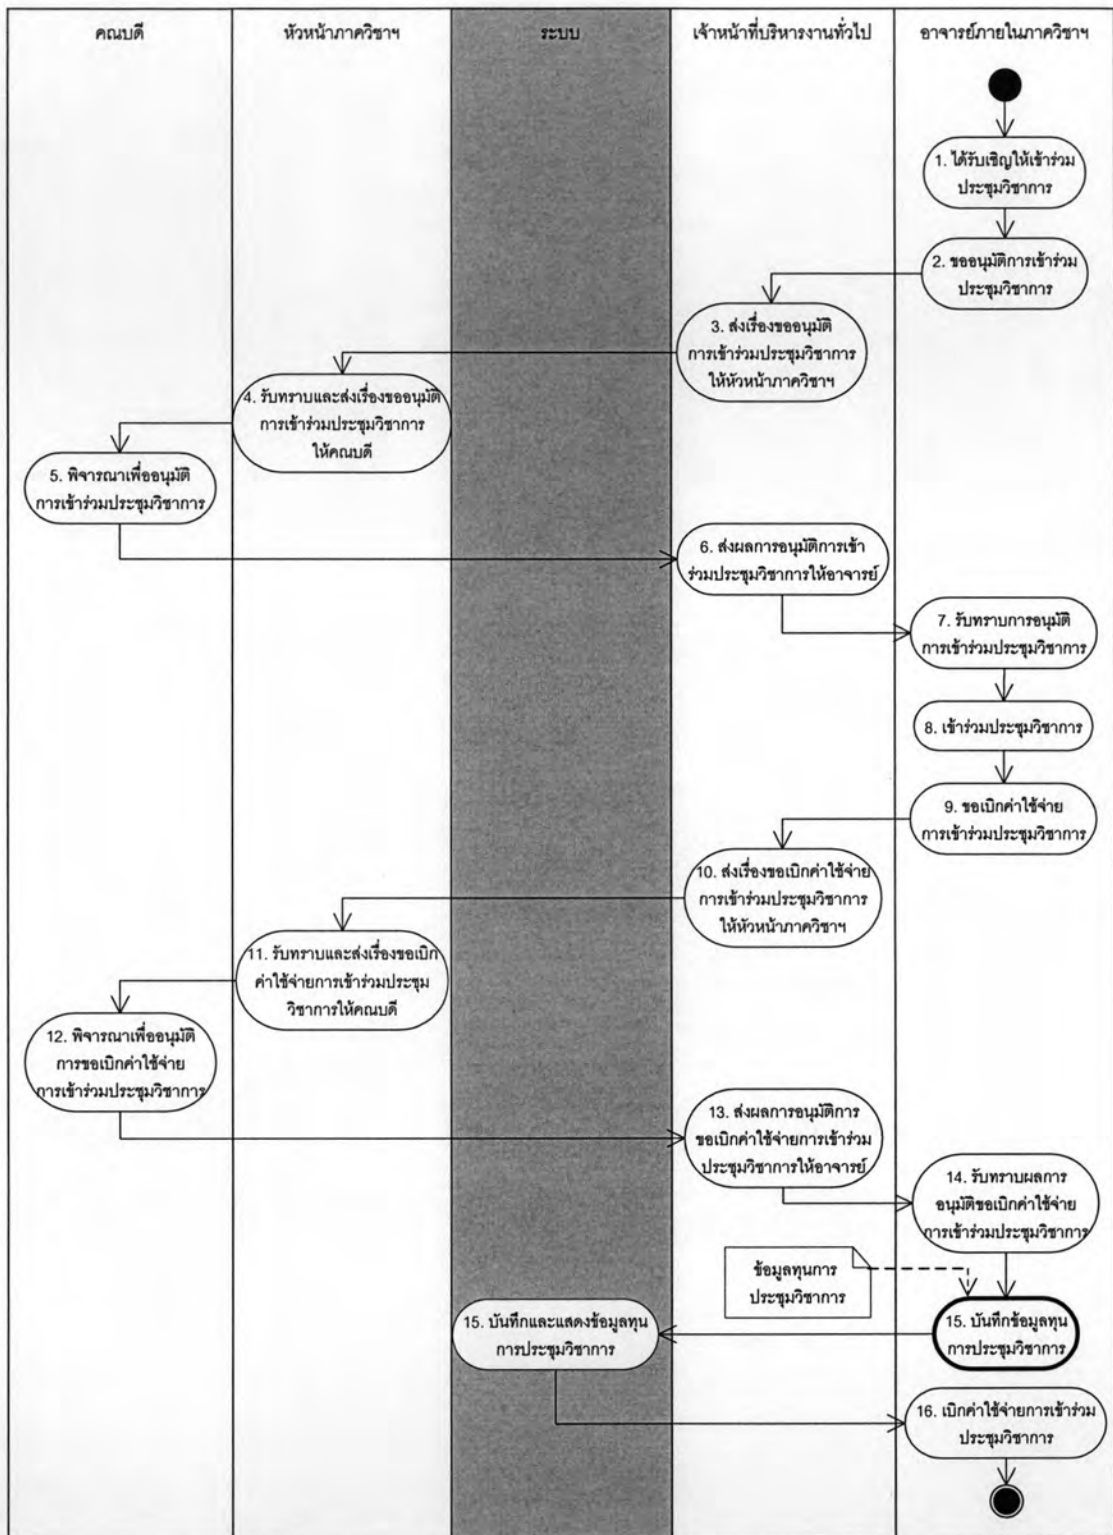 คณบดี
หัวหน้าภาควิชาฯ
ระบบ
เจ้าหน้าที่บริหารงานทั่วไป
อาจารย์ภายในภาควิชาฯ
1. ได้รับเชิญให้เข้าร่วม
ประชุมวิชาการ
2. ขออนุมัติการเข้าร่วม
ประชุมวิชาการ
3. ส่งเรื่องขออนุมัติ
การเข้าร่วมประชุมวิชาการ
ให้หัวหน้าภาควิชาฯ
4. รับทราบและส่งเรื่องขออนุมัติ
การเข้าร่วมประชุมวิชาการ
ให้คณบดี
5. พิจารณาเพื่ออนุมัติ
การเข้าร่วมประชุมวิชาการ
6. ส่งผลการอนุมัติการเข้า
ร่วมประชุมวิชาการให้อาจารย์
7. รับทราบการอนุมัติ
การเข้าร่วมประชุมวิชาการ
8. เข้าร่วมประชุมวิชาการ
9. ขอเบิกค่าใช้จ่าย
การเข้าร่วมประชุมวิชาการ
10. ส่งเรื่องขอเบิกค่าใช้จ่าย
การเข้าร่วมประชุมวิชาการ
ให้หัวหน้าภาควิชาฯ
11. รับทราบและส่งเรื่องขอเบิก
ค่าใช้จ่ายการเข้าร่วมประชุม
วิชาการให้คณบดี
12. พิจารณาเพื่ออนุมัติ
การขอเบิกค่าใช้จ่าย
การเข้าร่วมประชุมวิชาการ
13. ส่งผลการอนุมัติการ
ขอเบิกค่าใช้จ่ายการเข้าร่วม
ประชุมวิชาการให้อาจารย์
14. รับทราบผลการ
อนุมัติขอเบิกค่าใช้จ่าย
การเข้าร่วมประชุมวิชาการ
ข้อมูลทุนการ
ประชุมวิชาการ
15. บันทึกข้อมูลทุน
การประชุมวิชาการ
15. บันทึกและแสดงข้อมูลทุน
การประชุมวิชาการ
16. เบิกค่าใช้จ่ายการเข้าร่วม
ประชุมวิชาการ